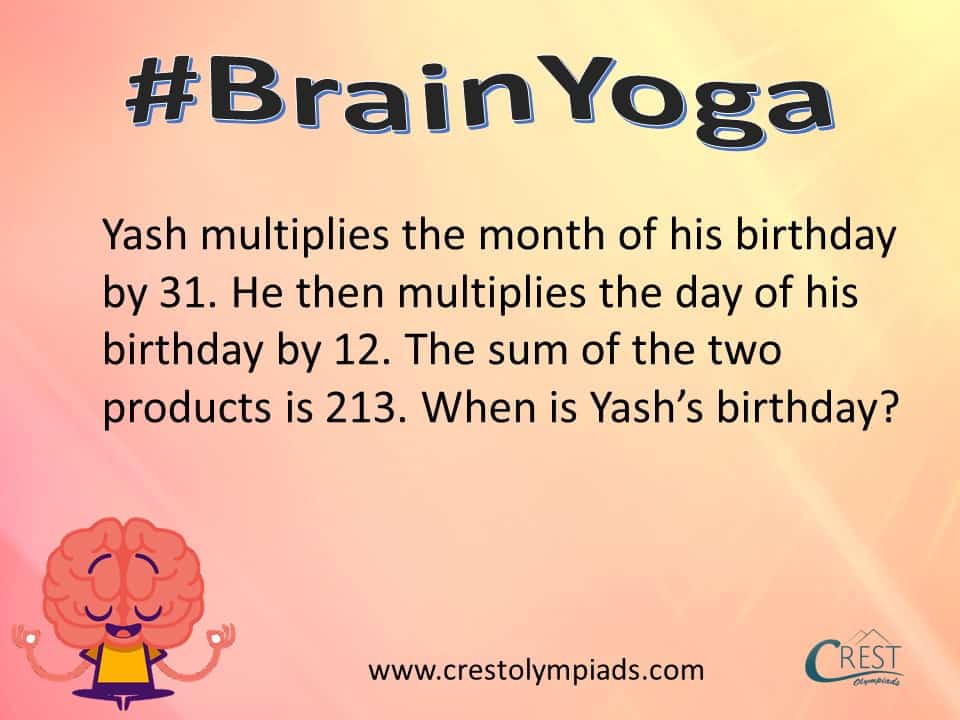 #BrainYoga
Yash multiplies the month of his birthday
by 31. He then multiplies the day of his
birthday by 12. The sum of the two
products is 213. When is Yash’s birthday?
www.crestolympiads.com
CREST
Olympiads